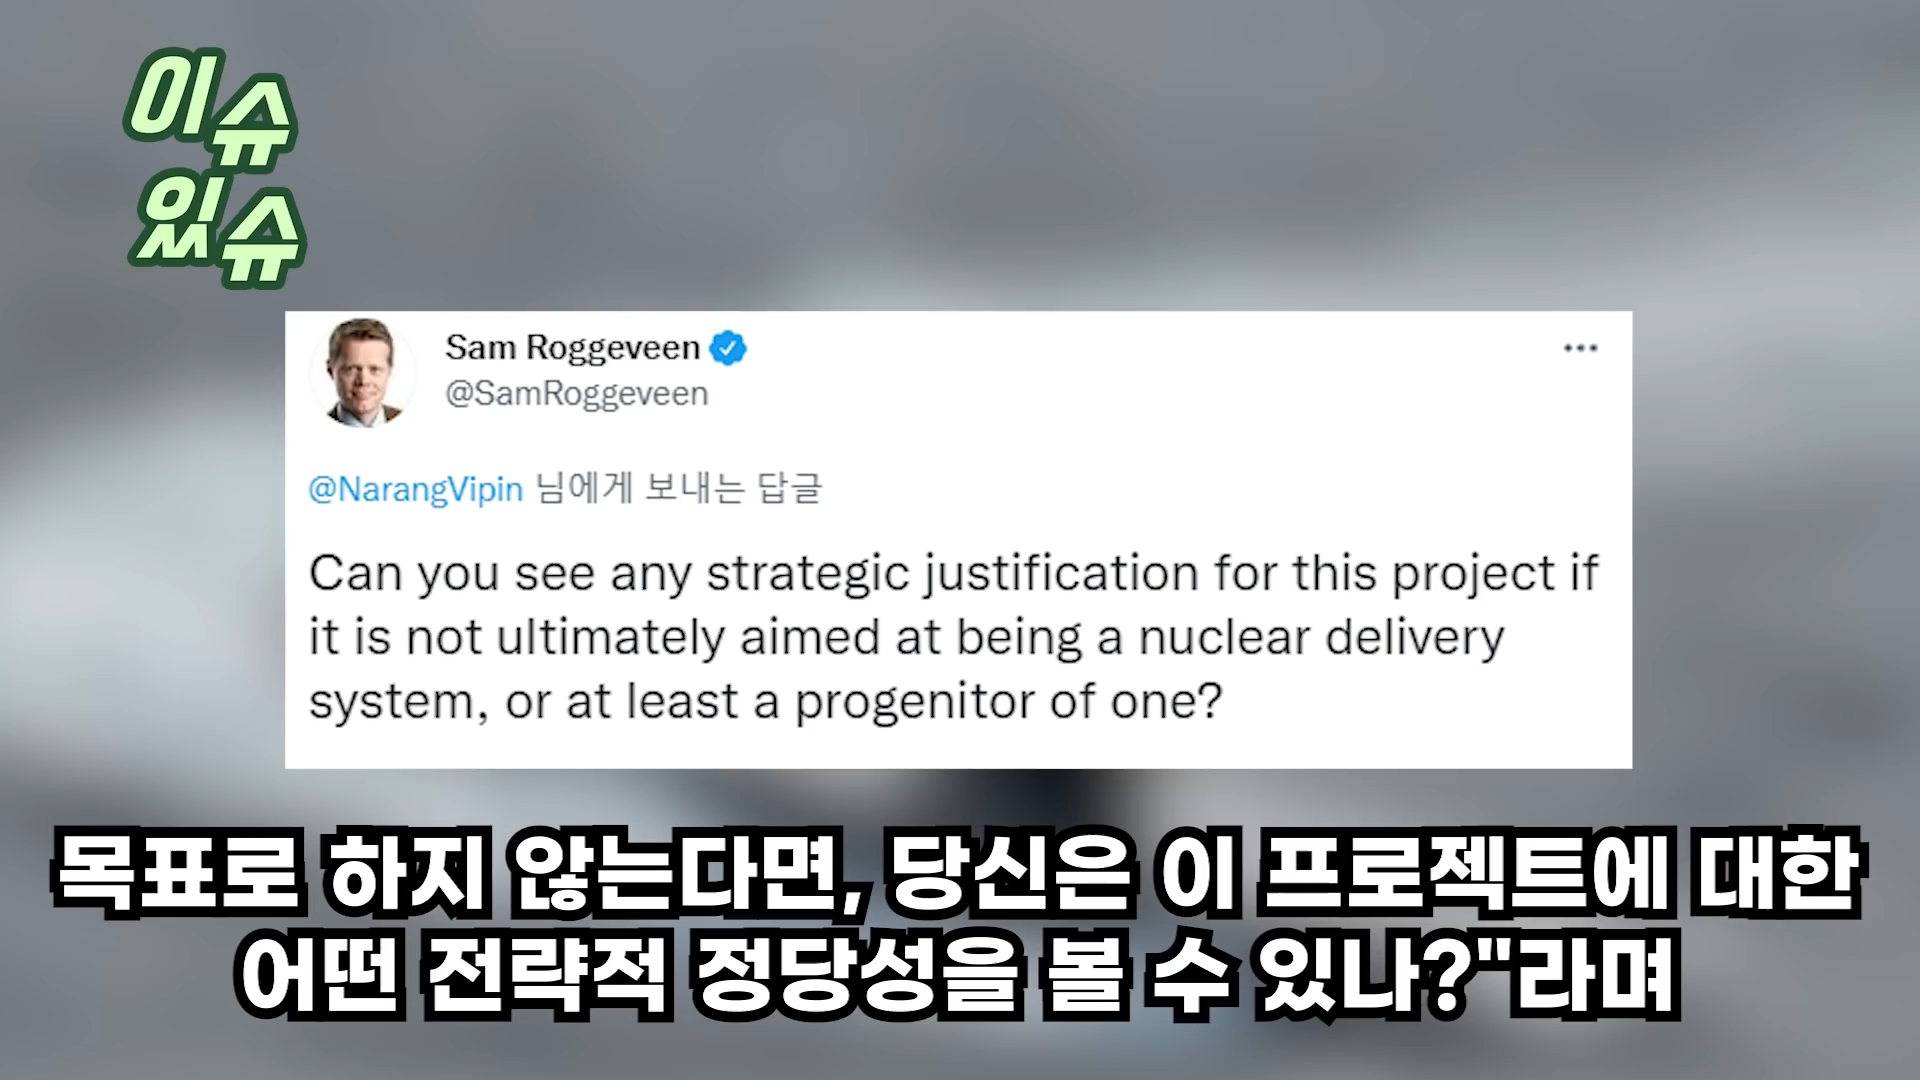 이슈
있슈
Sam Roggeveen
@SamRoggeveen
@NarangVipin 님에게 보내는 답글
Can you see any strategic justification for this project if
it is not ultimately aimed at being a nuclear delivery
system, or at least a progenitor of one?
목표로 하지 않는다면, 당신은 이 프로젝트에 대한
어떤 전략적 정당성을 볼 수 있나?"라며